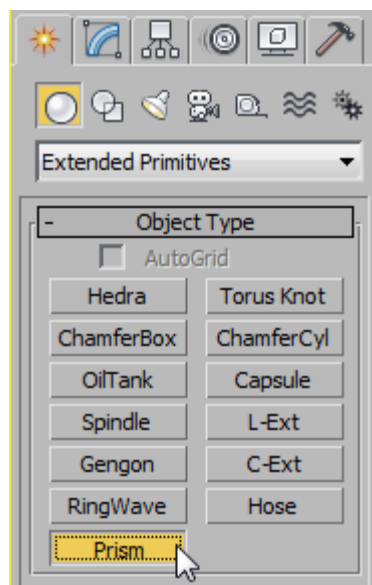 Extended Primitives
- Object Type
AutoGrid
Hedra Torus Knot
ChamferBox ChamferCyl
OilTank Capsule
Spindle L-Ext
Gengon C-Ext
RingWave Hose
Prism